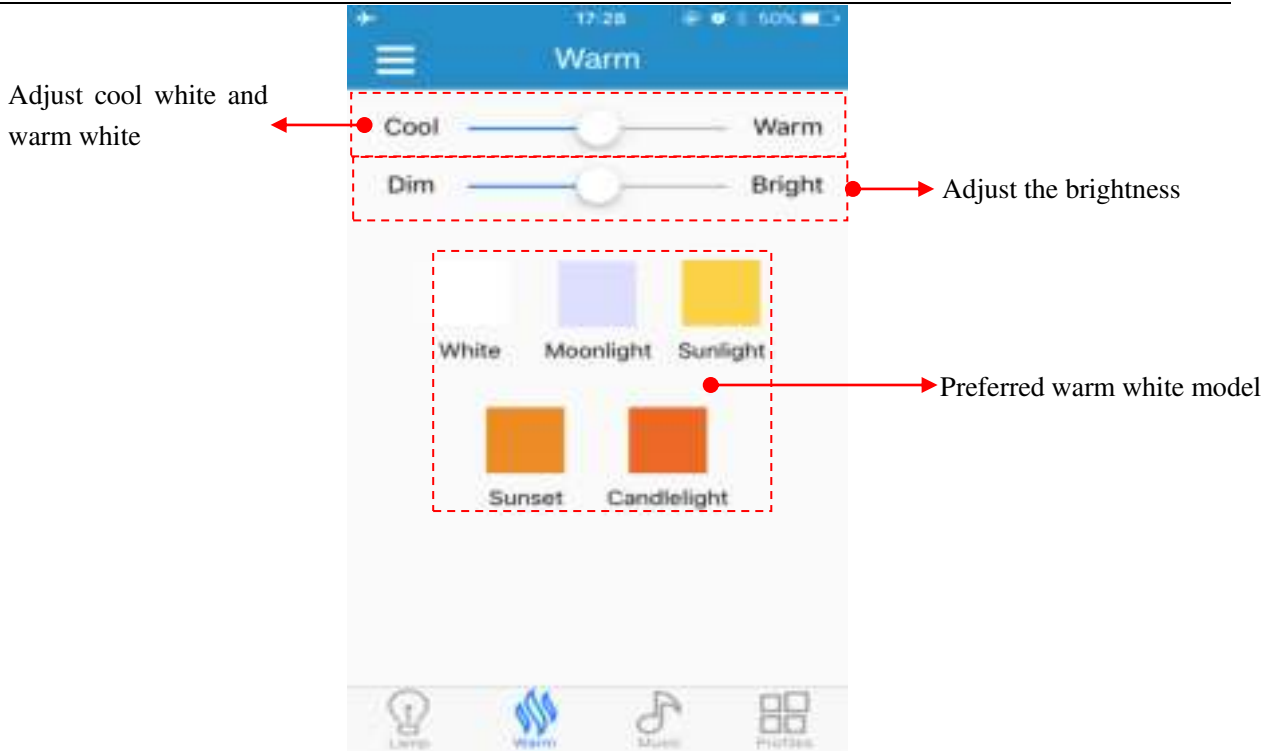 17:28
50%
Warm
Adjust cool white and
warm white
Cool
Warm
Dim
Bright
Adjust the brightness
White
Moonlight
Sunlight
Preferred warm white model
Sunset
Candlelight
Lamp
Warm
Music
Profiles